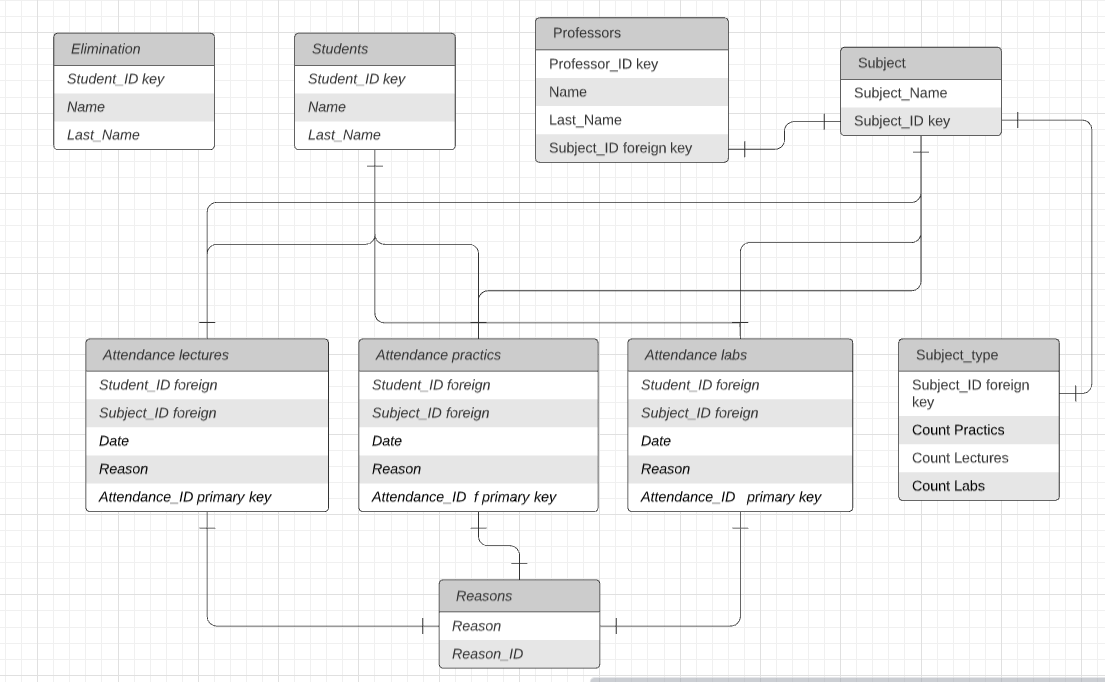 Elimination
Student_ID key
Name
Last_Name
Students
Student_ID key
Name
Last_Name
Professors
Professor_ID key
Name
Last_Name
Subject_ID foreign key
Subject
Subject_Name
Subject_ID key
Attendance lectures
Student_ID foreign
Subject_ID foreign
Date
Reason
Attendance_ID primary key
Attendance practics
Student_ID foreign
Subject_ID foreign
Date
Reason
Attendance_ID  f primary key
Attendance labs
Student_ID foreign
Subject_ID foreign
Date
Reason
Attendance_ID   primary key
Subject_type
Subject_ID foreign
key
Count Practics
Count Lectures
Count Labs
Reasons
Reason
Reason_ID